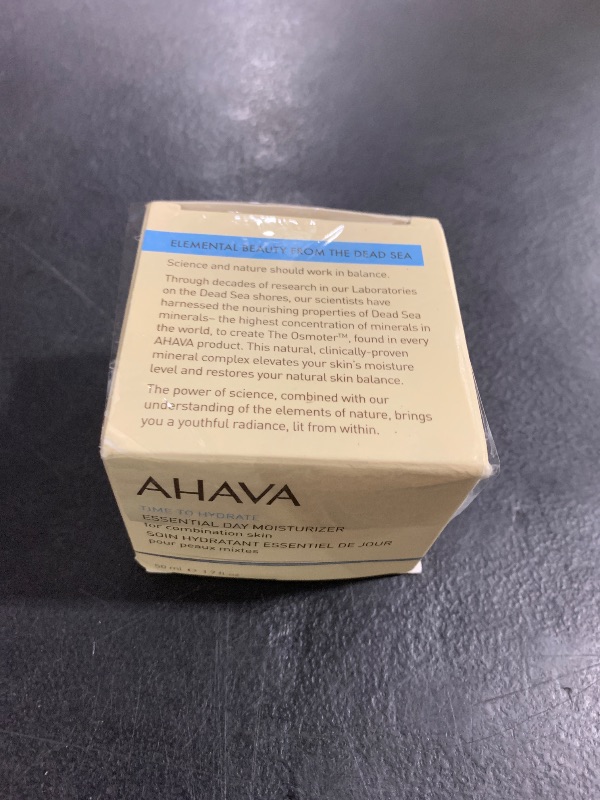 ELEMENTAL BEAUTY FROM THE DEAD SEA
Science and nature should work in balance.
Through decades of research in our Laboratories
on the Dead Sea shores, our scientists have
harnessed the nourishing properties of Dead Sea
minerals– the highest concentration of minerals in
the world, to create The Osmoter™, found in every
AHAVA product. This natural, clinically-proven
mineral complex elevates your skin's moisture
level and restores your natural skin balance.
The power of science, combined with our
understanding of the elements of nature, brings
you a youthful radiance, lit from within.
AHAVA
TIME TO HYDRATE
ESSENTIAL DAY MOISTURIZER
for combination skin
SOIN HYDRATANT ESSENTIEL DE JOUR
pour peaux mixtes
50 ml